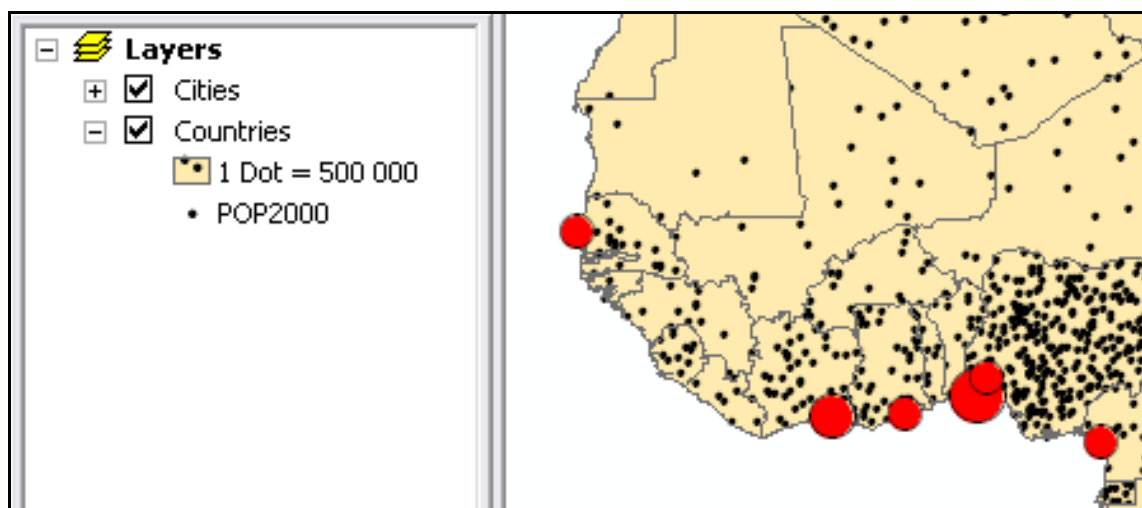 Layers
Cities
Countries
1 Dot = 500 000
POP2000